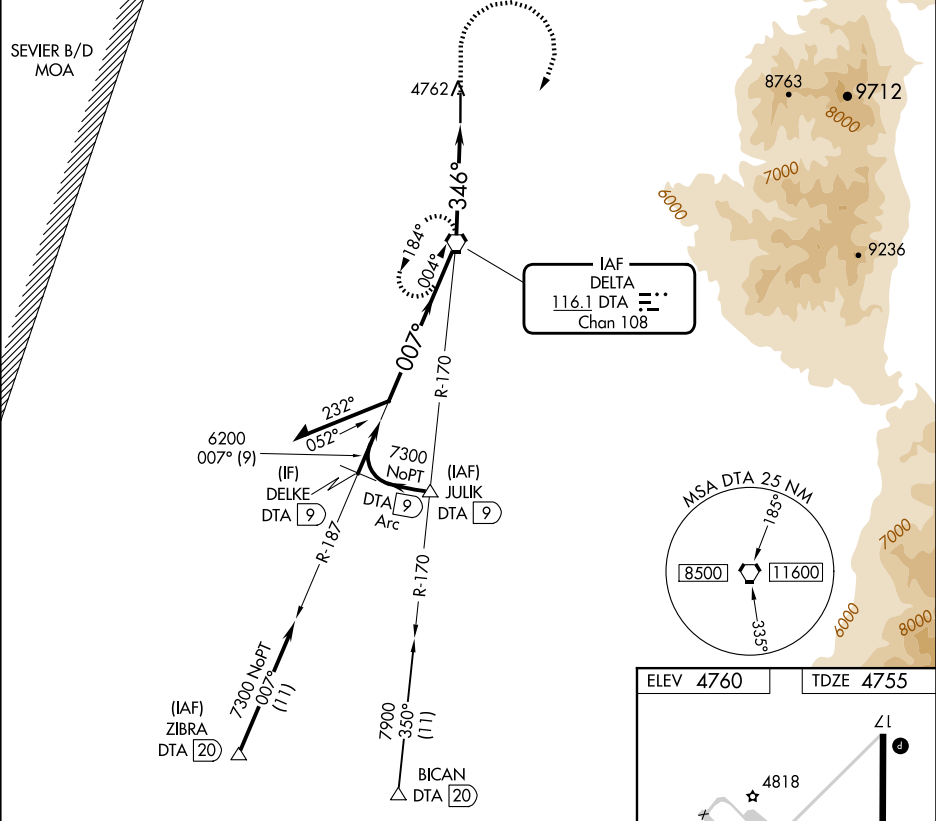 SEVIER B/D
MOA
4762
8763
9712
8000
7000
6000
9236
346°
184°
004°
IAF
DELTA
116.1 DTA
Chan 108
007°
R-170
232°
052°
6200
007° (9)
7300
NoPT
(IF)
DELKE
DTA 9
DTA 9
Arc
(IAF)
JULIK
DTA 9
R-187
R-170
MSA DTA 25 NM
185°
8500
11600
335°
7000
6000
8000
7300 NoPT
007°
(11)
(IAF)
ZIBRA
DTA 20
7900
350°
(11)
BICAN
DTA 20
ELEV 4760
TDZE 4755
17
P
4818